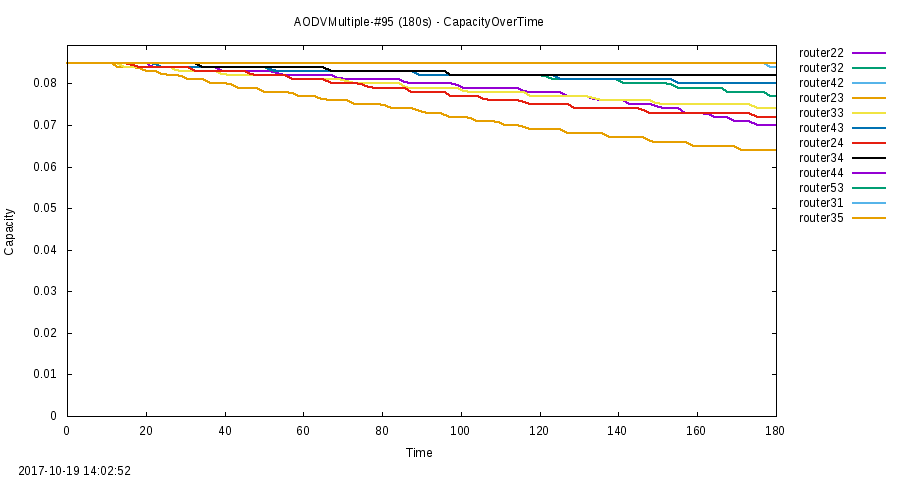 AODVMultiple-#95 (180s) - CapacityOverTime
router22
router32
router42
router23
router33
router43
router24
router34
router44
router53
router31
router35
Capacity
0.08
0.07
0.06
0.05
0.04
0.03
0.02
0.01
0
0 20 40 60 80 100 120 140 160 180
Time
2017-10-19 14:02:52